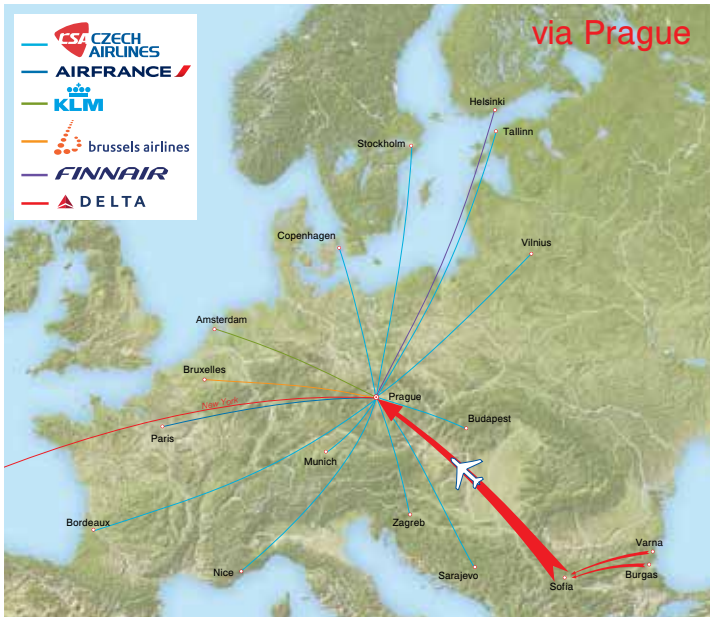 via Prague
CSA CZECH
AIRLINES
AIRFRANCE
KLM
brussels airlines
FINNAIR
DELTA
Helsinki
Tallinn
Stockholm
Copenhagen
Vilnius
Amsterdam
Bruxelles
New York
Prague
Paris
Budapest
Munich
Bordeaux
Zagreb
Nice
Sarajevo
Varna
Burgas
Sofia